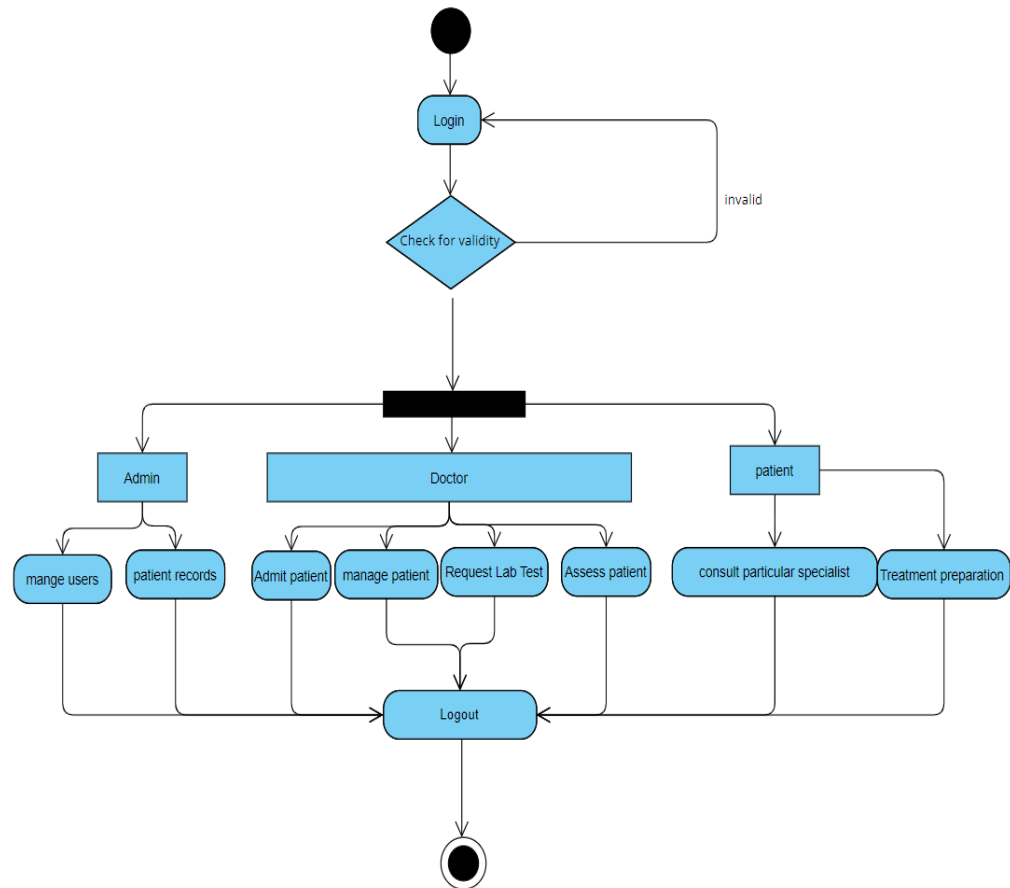 Login
invalid
Check for validity
Admin
Doctor
patient
mange users
patient records
Admit patient
manage patient
Request Lab Test
Assess patient
consult particular specialist
Treatment preparation
Logout